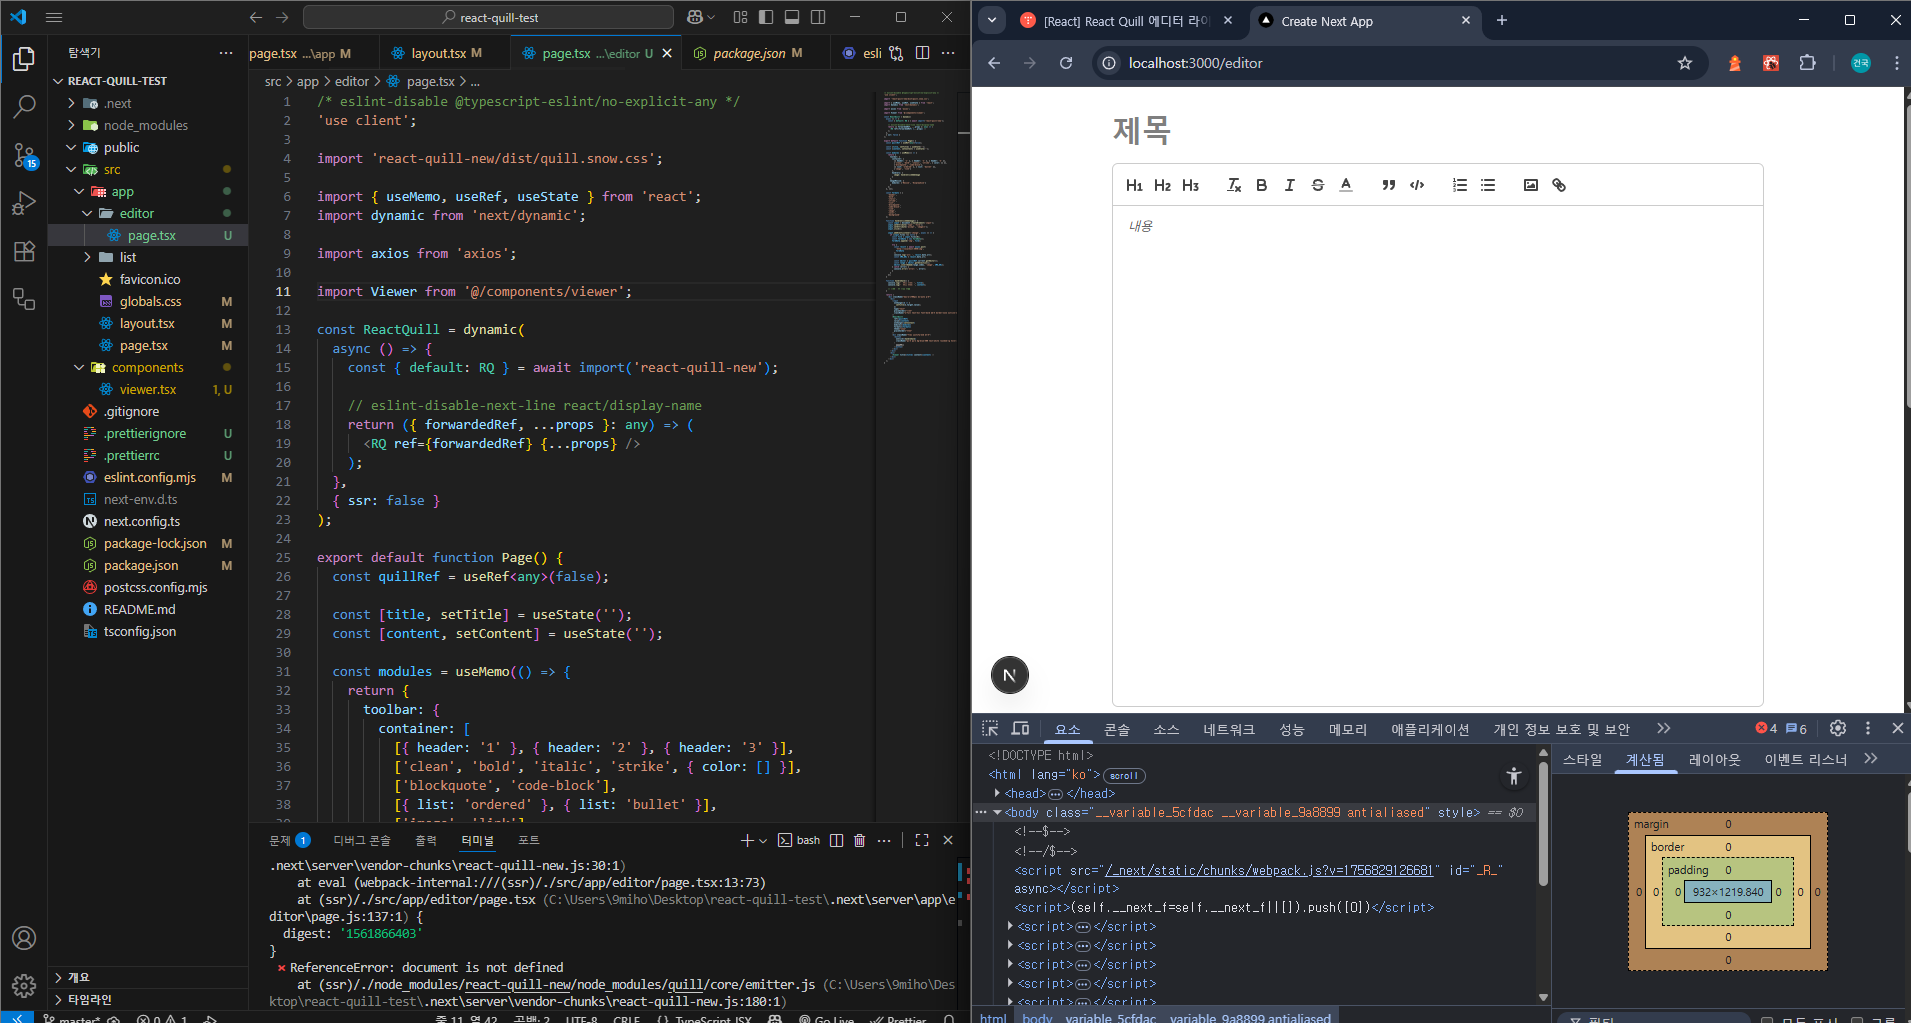 react-quill-test
탐색기
REACT-QUILL-TEST
.next
node_modules
public
src
app
editor
page.tsx U
list
favicon.ico
globals.css M
layout.tsx M
page.tsx M
components
viewer.tsx 1, U
.gitignore
.prettierignore U
.prettierrc U
eslint.config.mjs M
next-env.d.ts
next.config.ts
package-lock.json M
package.json M
postcss.config.mjs
README.md
tsconfig.json
개요
타임라인
15
page.tsx ...\app M
layout.tsx M
page.tsx ...\editor U
package.json M
esli
src > app > editor > page.tsx > ...
1 /* eslint-disable @typescript-eslint/no-explicit-any */
2 'use client';
3
4 import 'react-quill-new/dist/quill.snow.css';
5
6 import { useMemo, useRef, useState } from 'react';
7 import dynamic from 'next/dynamic';
8
9 import axios from 'axios';
10
11 import Viewer from '@/components/viewer';
12
13 const ReactQuill = dynamic(
14 async () => {
15 const { default: RQ } = await import('react-quill-new');
16
17 // eslint-disable-next-line react/display-name
18 return ({ forwardedRef, ...props }: any) => (
19 <RQ ref={forwardedRef} {...props} />
20 );
21 },
22 { ssr: false }
23 );
24
25 export default function Page() {
26 const quillRef = useRef<any>(false);
27
28 const [title, setTitle] = useState('');
29 const [content, setContent] = useState('');
30
31 const modules = useMemo(() => {
32 return {
33 toolbar: {
34 container: [
35 [{ header: '1' }, { header: '2' }, { header: '3' }],
36 ['clean', 'bold', 'italic', 'strike', { color: [] }],
37 ['blockquote', 'code-block'],
38 [{ list: 'ordered' }, { list: 'bullet' }],
['image', 'link']
문제 1 디버그 콘솔 출력 터미널 포트
bash
.next\server\vendor-chunks\react-quill-new.js:30:1)
at eval (webpack-internal:///(ssr)/./src/app/editor/page.tsx:13:73)
at (ssr)/./src/app/editor/page.tsx (C:\Users\9miho\Desktop\react-quill-test\.next\server\app\e
ditor\page.js:137:1) {
digest: '1561866403'
}
× ReferenceError: document is not defined
at (ssr)/./node_modules/react-quill-new/node_modules/quill/core/emitter.js (C:\Users\9miho\Des
ktop\react-quill-test\.next\server\vendor-chunks\react-quill-new.js:180:1)
master* 0 1 줄 11, 열 42 공백: 2 UTF-8 CRLF {} TypeScript JSX Go Live Prettier
[React] React Quill 에디터 라이
Create Next App
localhost:3000/editor
건국
제목
H1 H2 H3 Tx B I S A
내용
N
요소 콘솔 소스 네트워크 성능 메모리 애플리케이션 개인 정보 보호 및 보안 4 6
<!DOCTYPE html>
<html lang="ko"> scroll
<head> ... </head>
... <body class="__variable_5cfdac __variable_9a8899 antialiased" style> == $0
<!--$-->
<!--/$-->
<script src="/_next/static/chunks/webpack.js?v=1756829126681" id="_R_"
async></script>
<script>(self.__next_f=self.__next_f||[]).push([0])</script>
<script> ... </script>
<script> ... </script>
<script> ... </script>
<script> ... </script>
<script> ... </script>
html body.__variable_5cfdac.__variable_9a8899.antialiased
스타일 계산됨 레이아웃 이벤트 리스너
margin 0
border 0
padding 0
0 0 0 932×1219.840 0 0 0
0
0
0
필터 모두 표시 그룹